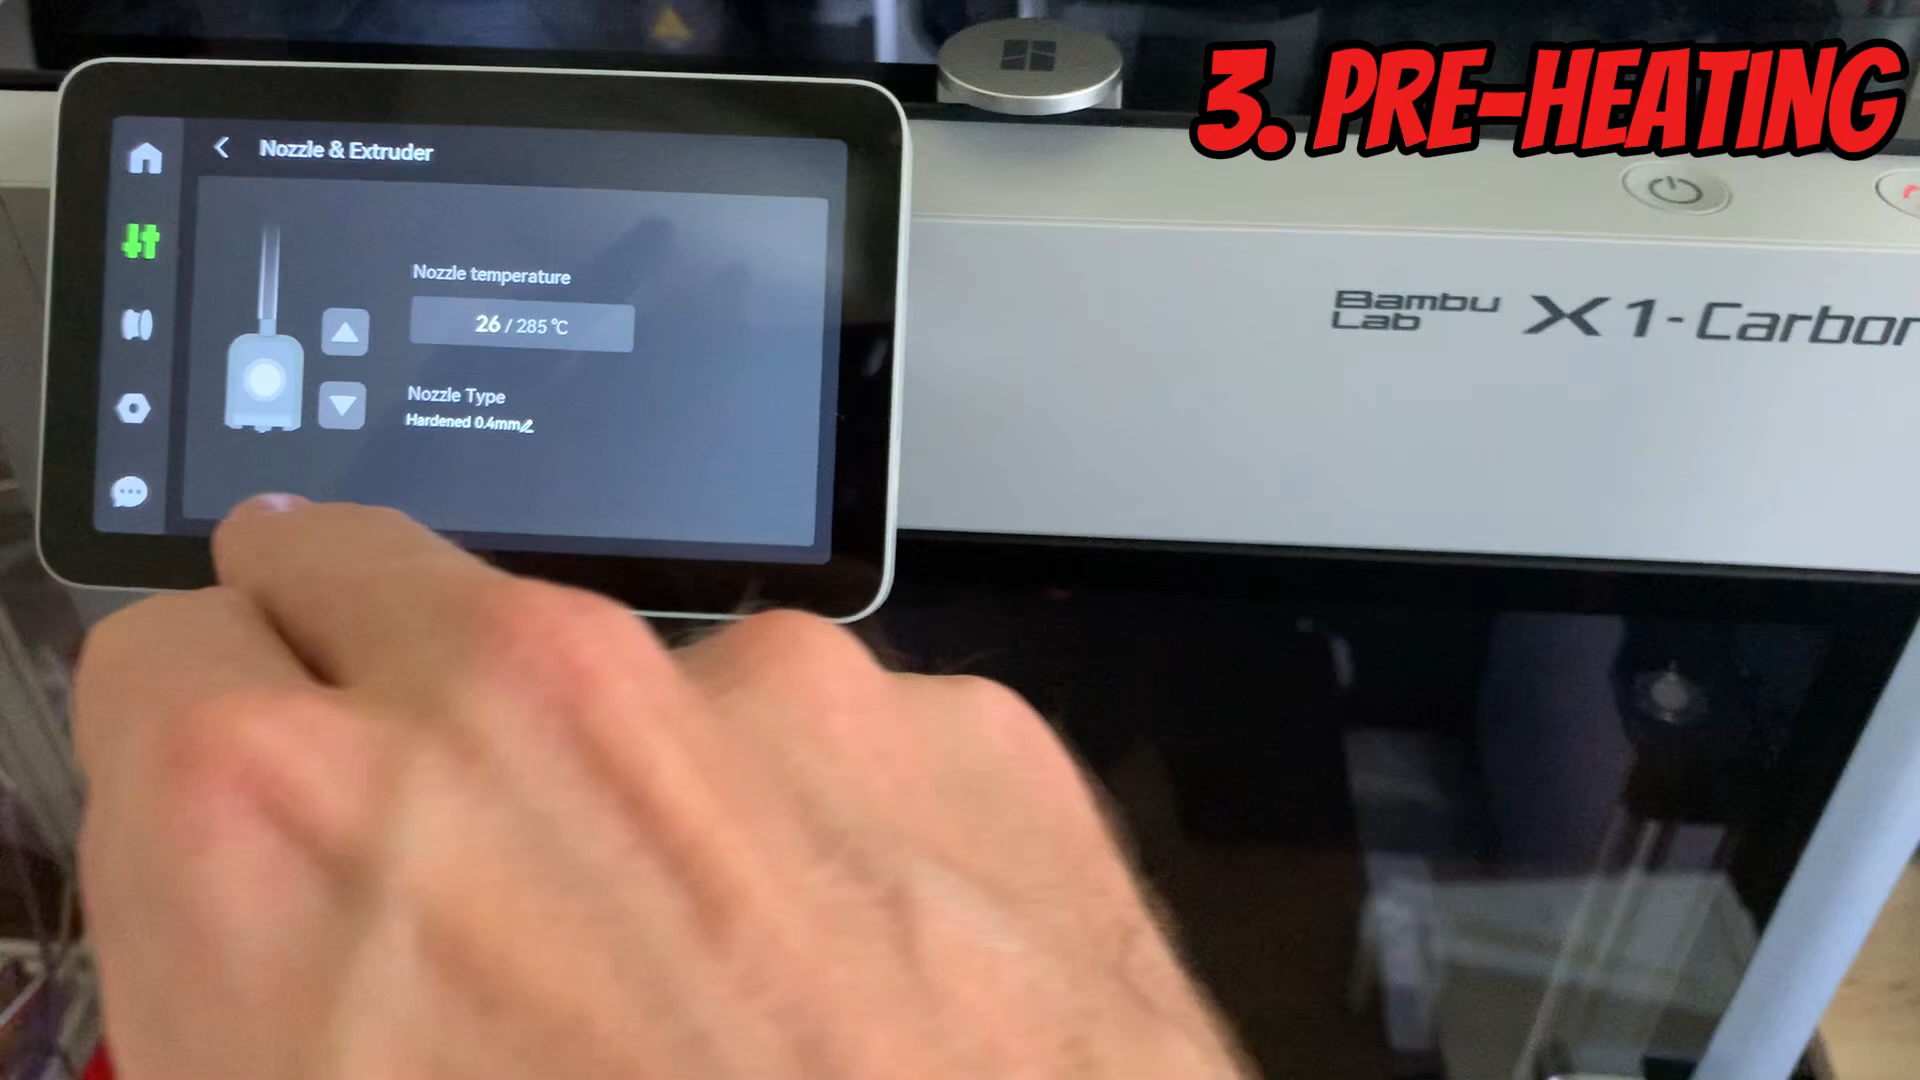 3. PRE-HEATING
Nozzle & Extruder
Nozzle temperature
26 / 285 °C
Nozzle Type
Hardened 0.4mm
Bambu
Lab
X1-Carbon